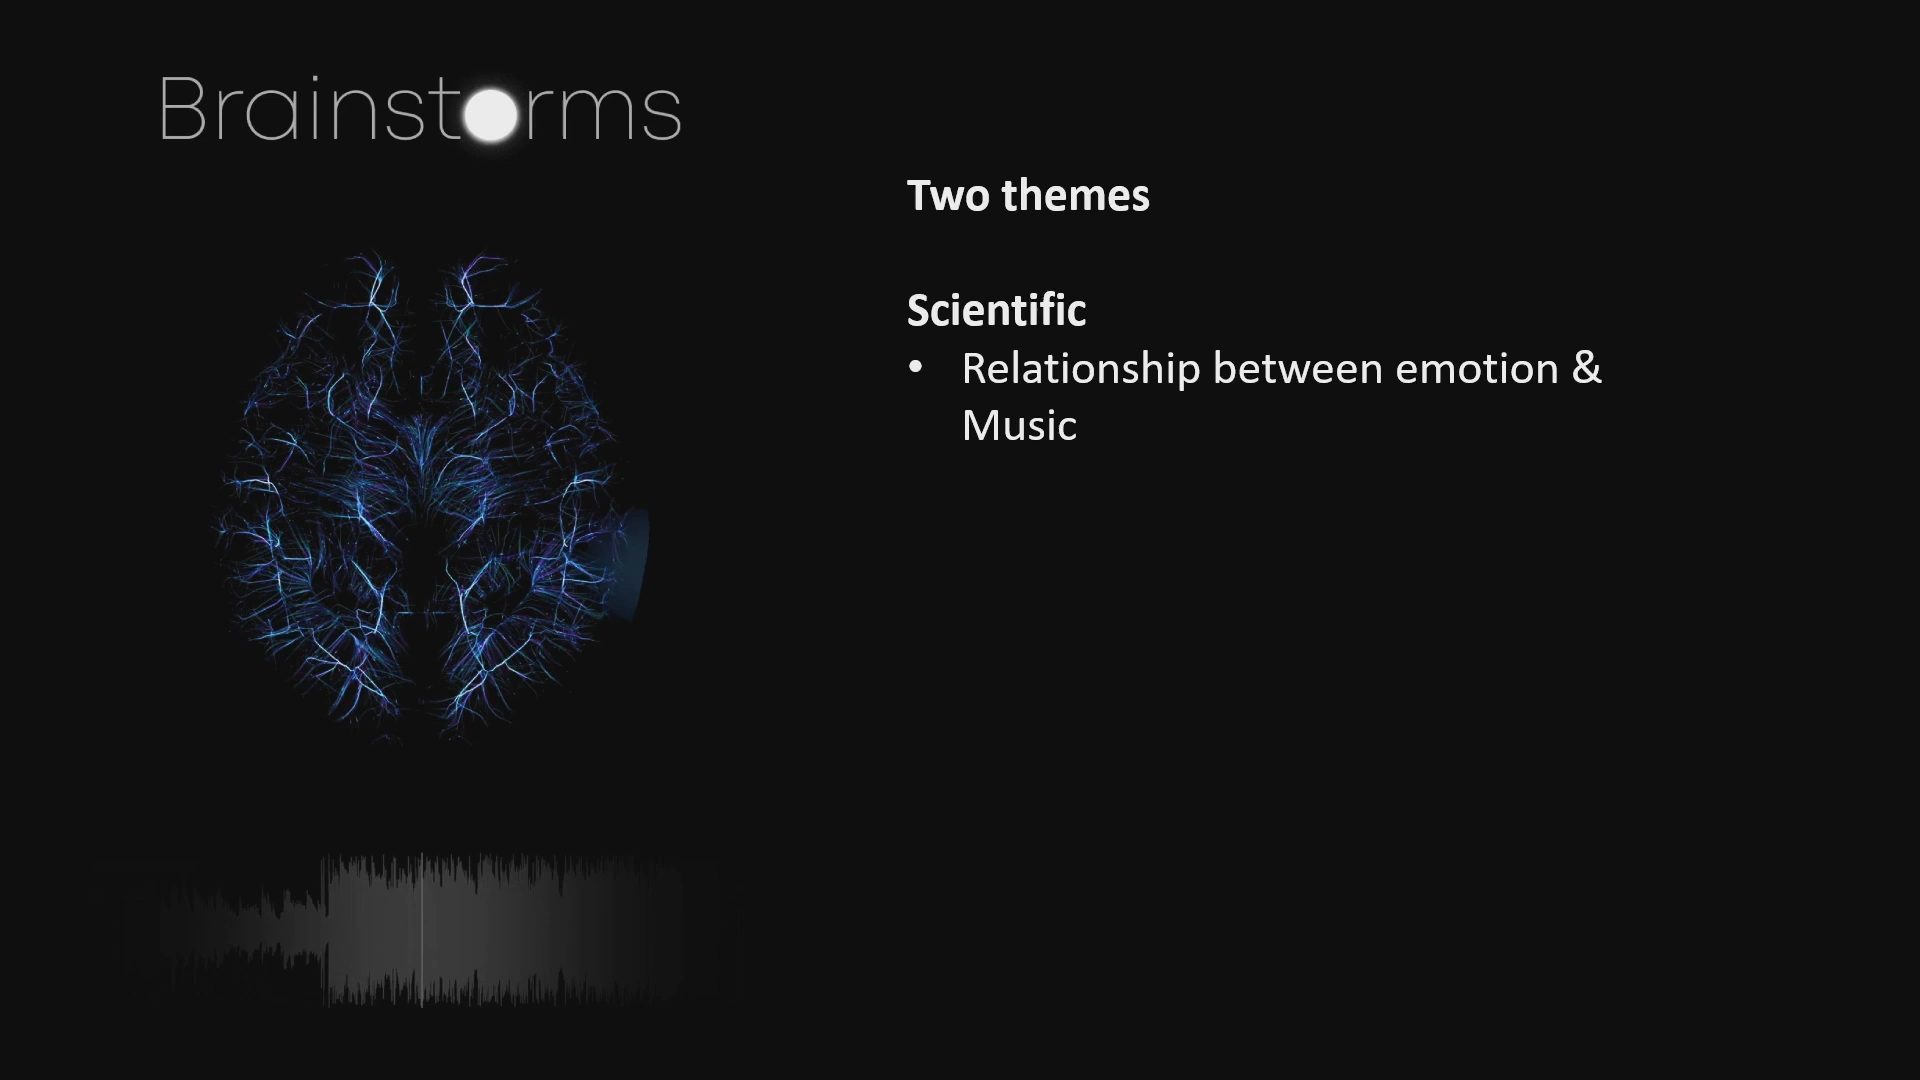 Brainstorms
Two themes
Scientific
• Relationship between emotion &
Music